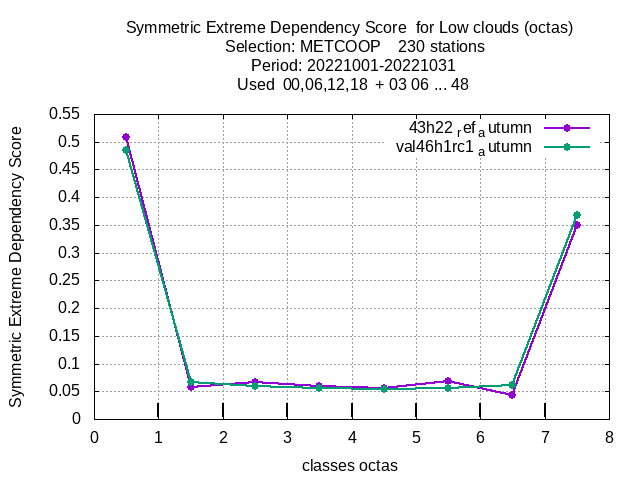 Symmetric Extreme Dependency Score  for Low clouds (octas)
Selection: METCOOP    230 stations
Period: 20221001-20221031
Used  00,06,12,18  + 03 06 ... 48
43h22 ref autumn
val46h1rc1 autumn
Symmetric Extreme Dependency Score
0.55
0.5
0.45
0.4
0.35
0.3
0.25
0.2
0.15
0.1
0.05
0
0 1 2 3 4 5 6 7 8
classes octas